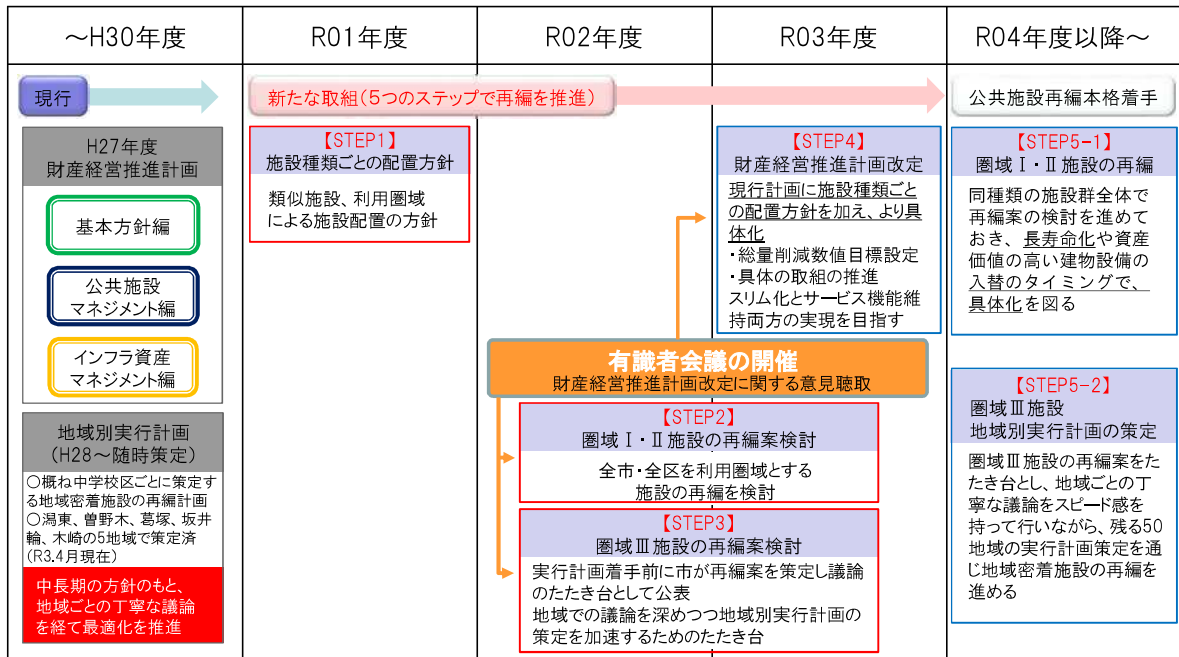 ～H30年度
R01年度
R02年度
R03年度
R04年度以降～
現行
新たな取組（5つのステップで再編を推進）
公共施設再編本格着手
H27年度
財産経営推進計画
基本方針編
公共施設
マネジメント編
インフラ資産
マネジメント編
地域別実行計画
（H28～随時策定）
○概ね中学校区ごとに策定す
る地域密着施設の再編計画
○潟東、曽野木、葛塚、坂井
輪、木崎の5地域で策定済
（R3.4月現在）
中長期の方針のもと、
地域ごとの丁寧な議論
を経て最適化を推進
【STEP1】
施設種類ごとの配置方針
類似施設、利用圏域
による施設配置の方針
有識者会議の開催
財産経営推進計画改定に関する意見聴取
【STEP2】
圏域Ⅰ・Ⅱ施設の再編案検討
全市・全区を利用圏域とする
施設の再編を検討
【STEP3】
圏域Ⅲ施設の再編案検討
実行計画着手前に市が再編案を策定し議論
のたたき台として公表
地域での議論を深めつつ地域別実行計画の
策定を加速するためのたたき台
【STEP4】
財産経営推進計画改定
現行計画に施設種類ごと
の配置方針を加え、より具
体化
・総量削減数値目標設定
・具体の取組の推進
スリム化とサービス機能維
持両方の実現を目指す
【STEP5-1】
圏域Ⅰ・Ⅱ施設の再編
同種類の施設群全体で
再編案の検討を進めて
おき、長寿命化や資産
価値の高い建物設備の
入替のタイミングで、
具体化を図る
【STEP5-2】
圏域Ⅲ施設
地域別実行計画の策定
圏域Ⅲ施設の再編案をた
たき台とし、地域ごとの丁
寧な議論をスピード感を
持って行いながら、残る50
地域の実行計画策定を通
じ地域密着施設の再編を
進める